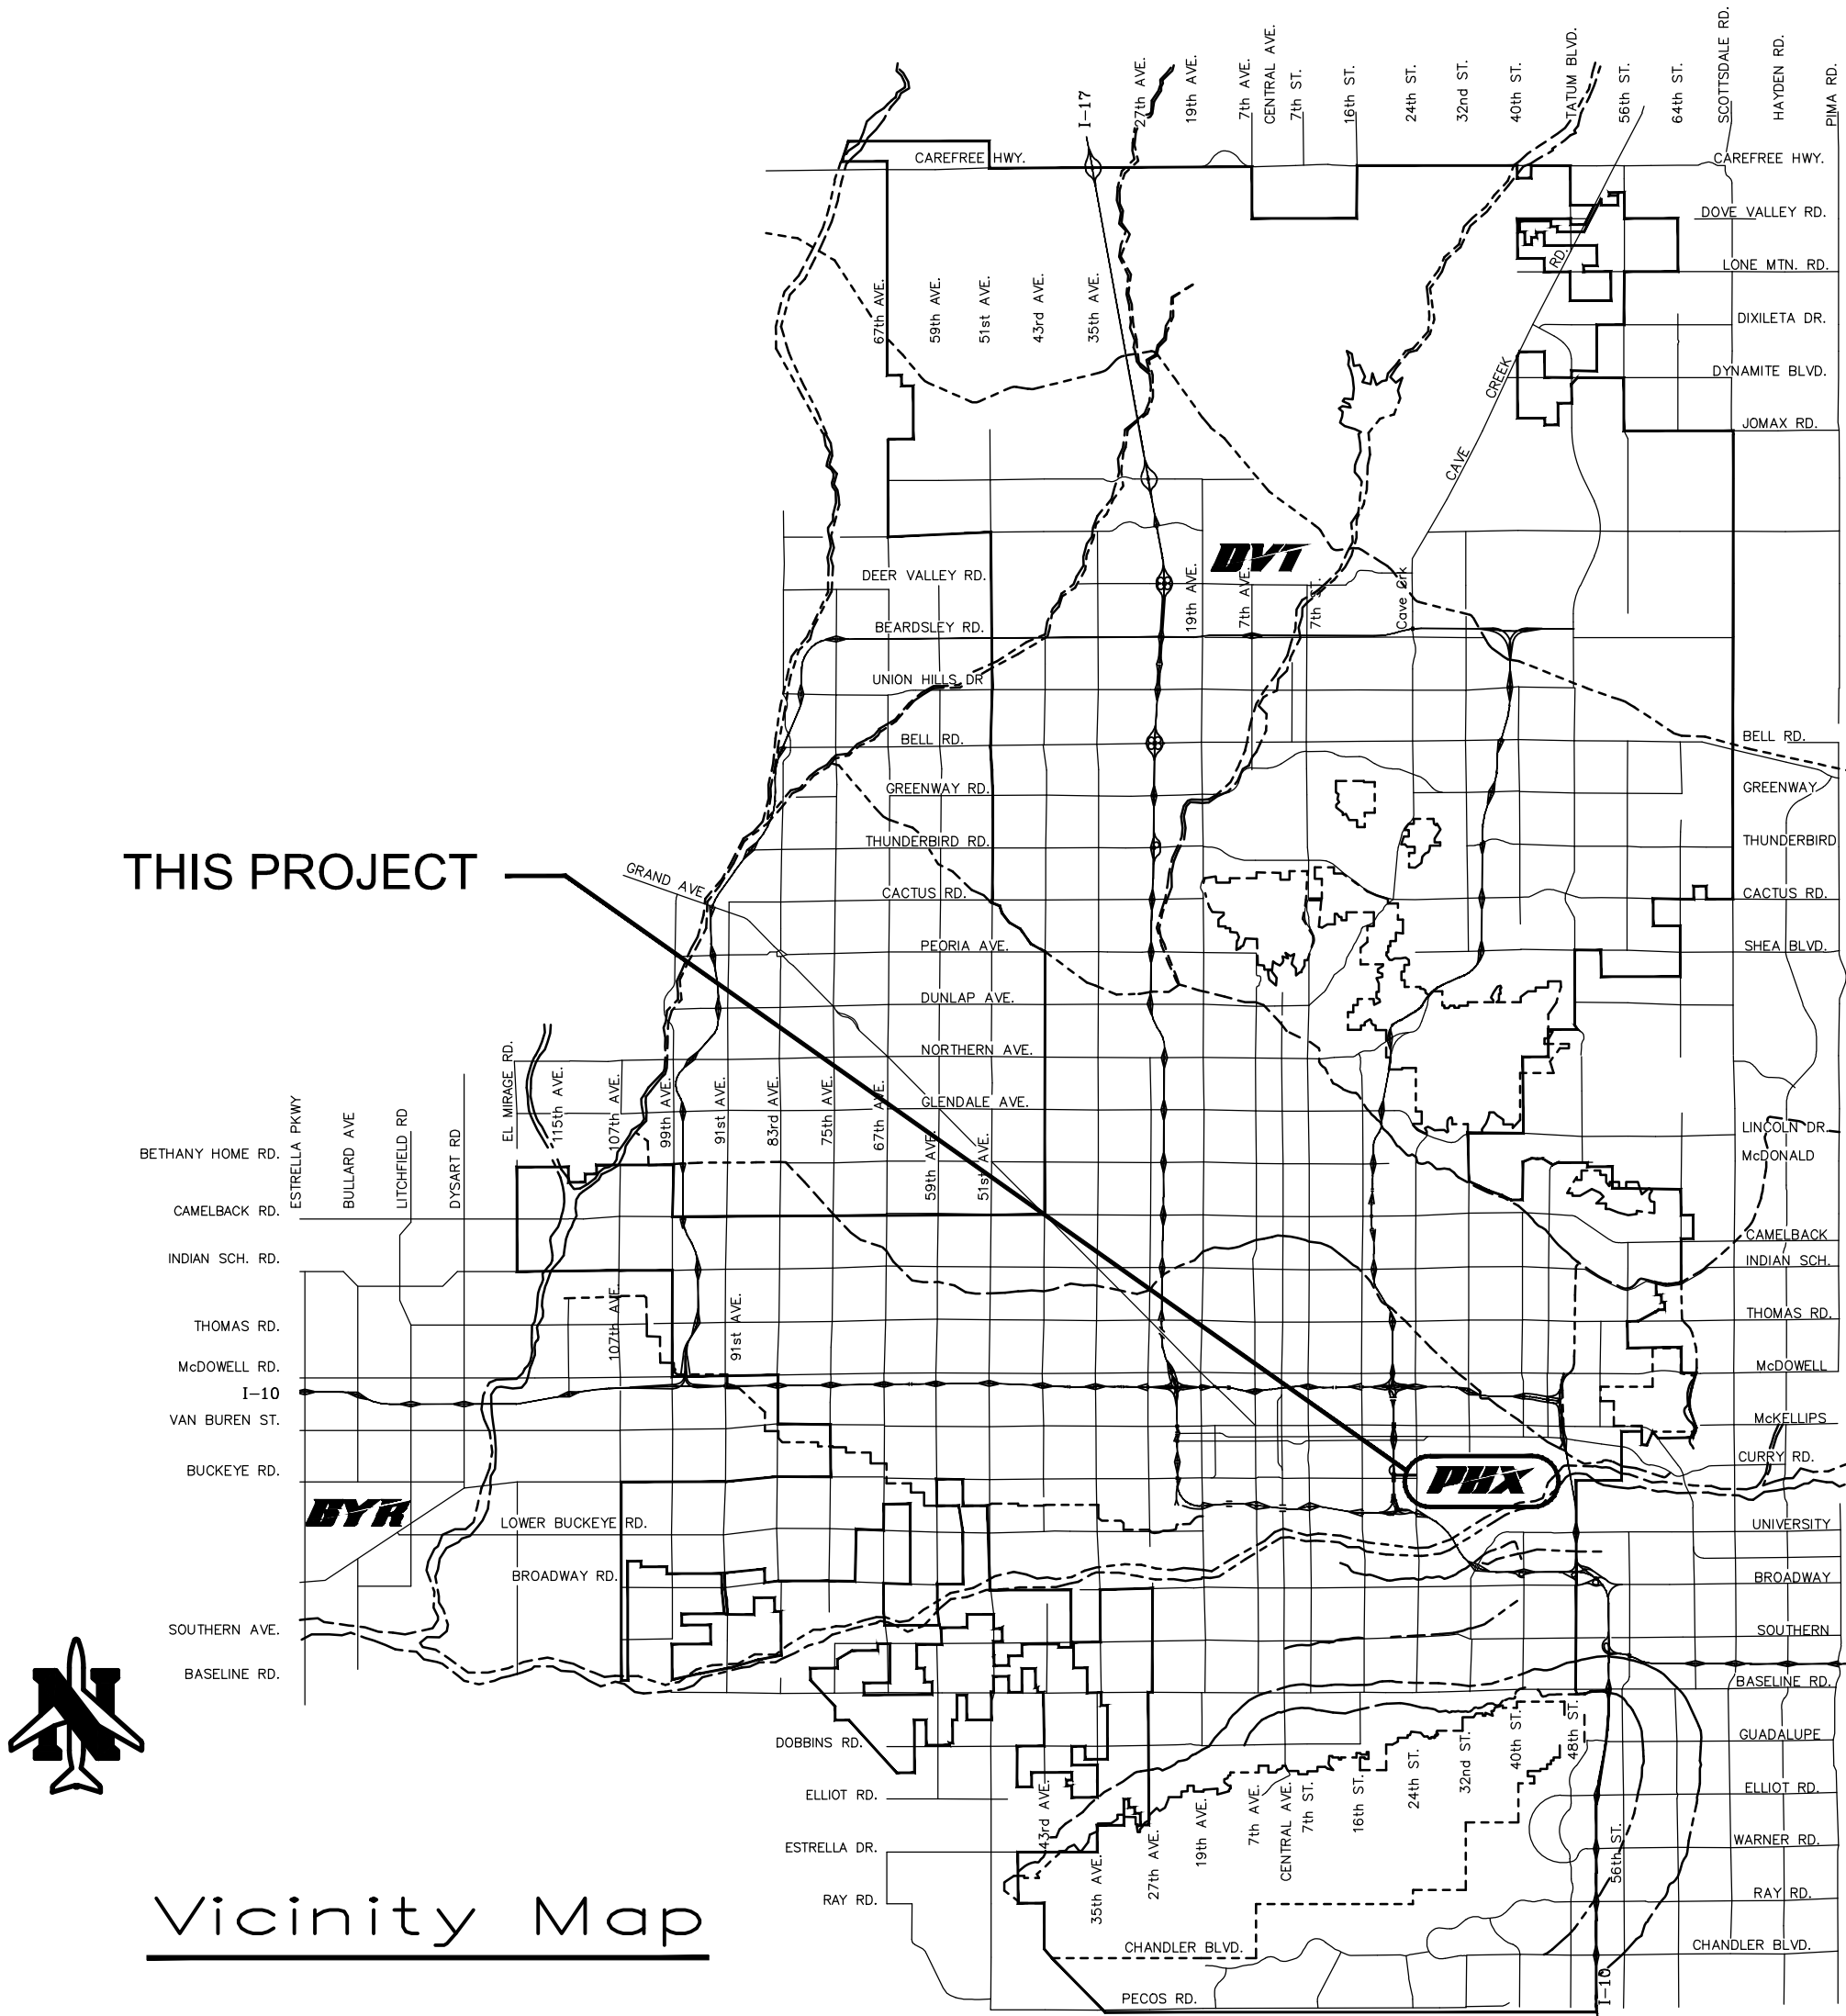 I-17
27th AVE.
19th AVE.
7th AVE.
CENTRAL AVE.
7th ST.
16th ST.
24th ST.
32nd ST.
40th ST.
TATUM BLVD.
56th ST.
64th ST.
SCOTTSDALE RD.
HAYDEN RD.
PIMA RD.
CAREFREE HWY.
CAREFREE HWY.
DOVE VALLEY RD.
LONE MTN. RD.
67th AVE.
59th AVE.
51st AVE.
43rd AVE.
35th AVE.
DIXILETA DR.
DYNAMITE BLVD.
CAVE CREEK RD.
JOMAX RD.
DVT
DEER VALLEY RD.
19th AVE.
7th AVE.
7th ST.
Cave Crk
BEARDSLEY RD.
UNION HILLS DR
BELL RD.
BELL RD.
GREENWAY RD.
GREENWAY
THUNDERBIRD RD.
THUNDERBIRD
THIS PROJECT
GRAND AVE
CACTUS RD.
CACTUS RD.
PEORIA AVE.
SHEA BLVD.
DUNLAP AVE.
NORTHERN AVE.
GLENDALE AVE.
ESTRELLA PKWY
BULLARD AVE
LITCHFIELD RD
DYSART RD
EL MIRAGE RD.
115th AVE.
107th AVE.
99th AVE.
91st AVE.
83rd AVE.
75th AVE.
67th AVE.
59th AVE.
51st AVE.
LINCOLN DR.
BETHANY HOME RD.
McDONALD
CAMELBACK RD.
CAMELBACK
INDIAN SCH. RD.
INDIAN SCH.
107th AVE.
91st AVE.
THOMAS RD.
THOMAS RD.
McDOWELL RD.
McDOWELL
I-10
VAN BUREN ST.
McKELLIPS
BUCKEYE RD.
CURRY RD.
PHX
GYR
LOWER BUCKEYE RD.
UNIVERSITY
BROADWAY RD.
BROADWAY
SOUTHERN AVE.
SOUTHERN
BASELINE RD.
BASELINE RD.
N
DOBBINS RD.
GUADALUPE
ELLIOT RD.
ELLIOT RD.
43rd AVE.
35th AVE.
27th AVE.
19th AVE.
7th AVE.
CENTRAL AVE.
7th ST.
16th ST.
24th ST.
32nd ST.
40th ST.
48th ST.
56th ST.
ESTRELLA DR.
WARNER RD.
RAY RD.
RAY RD.
Vicinity Map
CHANDLER BLVD.
CHANDLER BLVD.
PECOS RD.
I-10